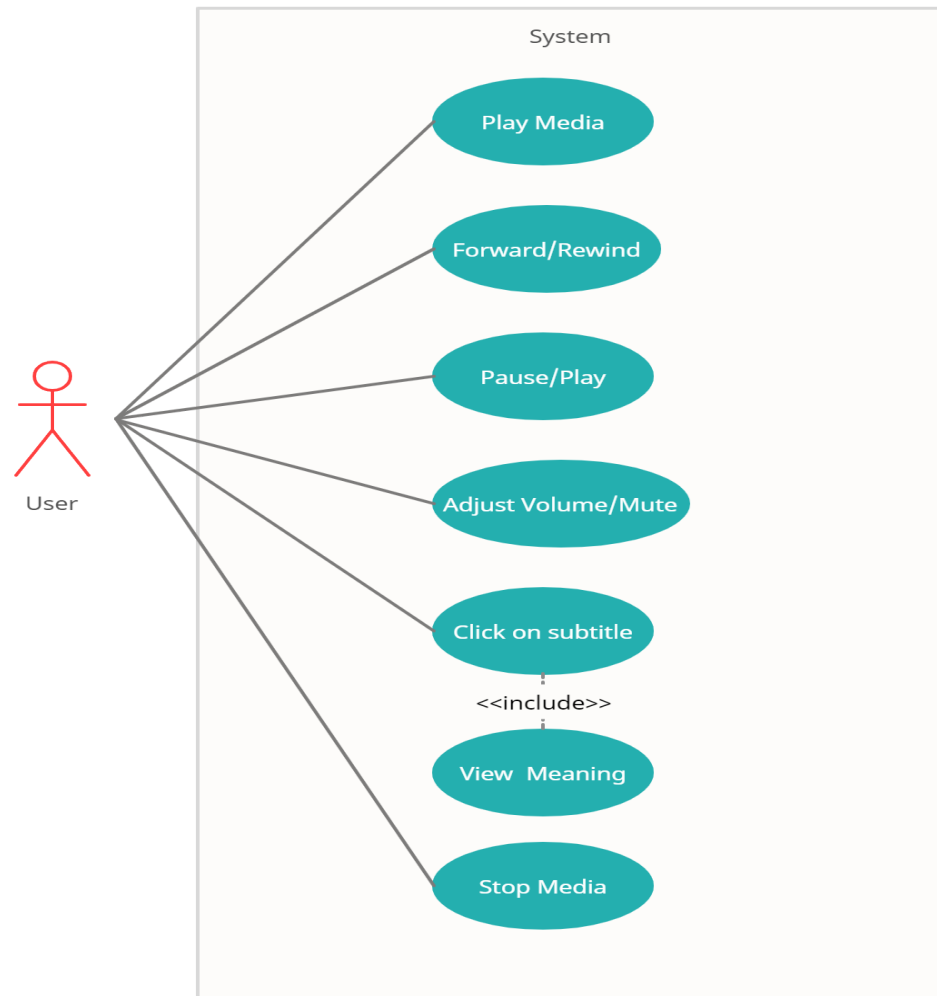 System
Play Media
Forward/Rewind
Pause/Play
User
Adjust Volume/Mute
Click on subtitle
<<include>>
View Meaning
Stop Media